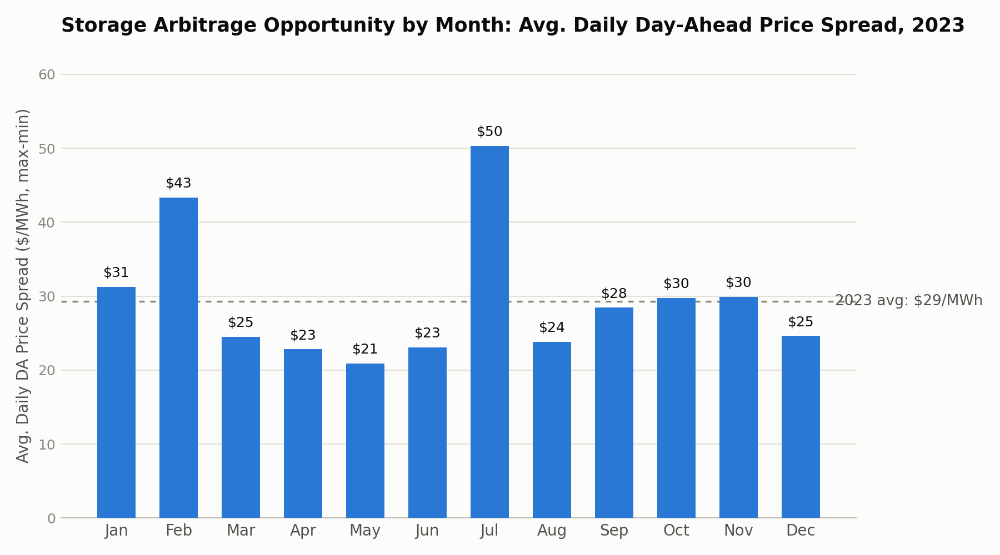 Storage Arbitrage Opportunity by Month: Avg. Daily Day-Ahead Price Spread, 2023
Avg. Daily DA Price Spread ($/MWh, max-min)
60
50
40
30
20
10
0
$31
$43
$25
$23
$21
$23
$50
$24
$28
$30
$30
$25
2023 avg: $29/MWh
Jan
Feb
Mar
Apr
May
Jun
Jul
Aug
Sep
Oct
Nov
Dec